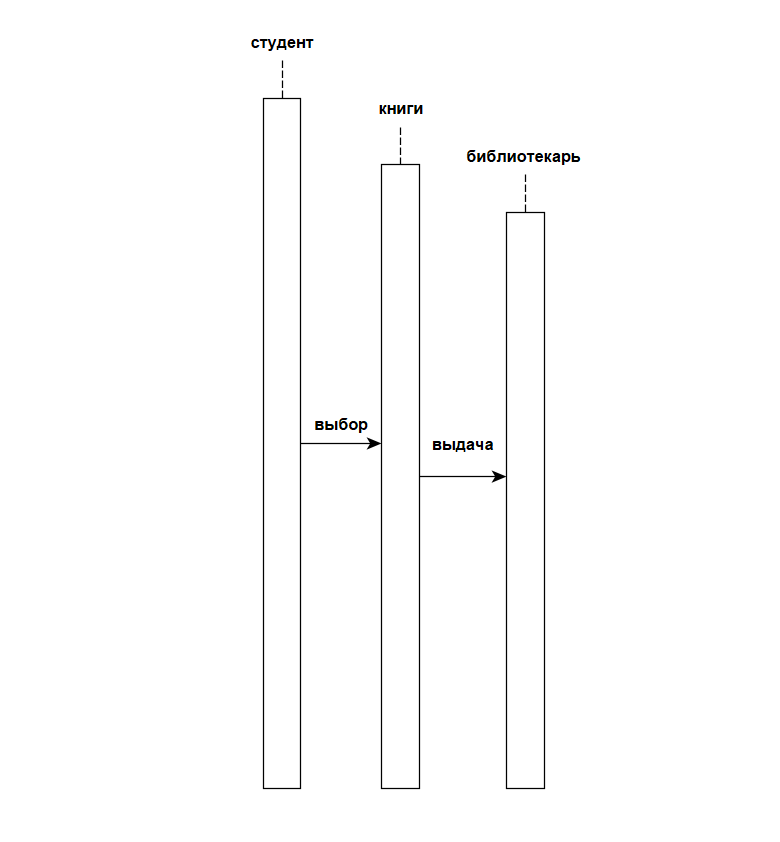 студент
книги
библиотекарь
выбор
выдача